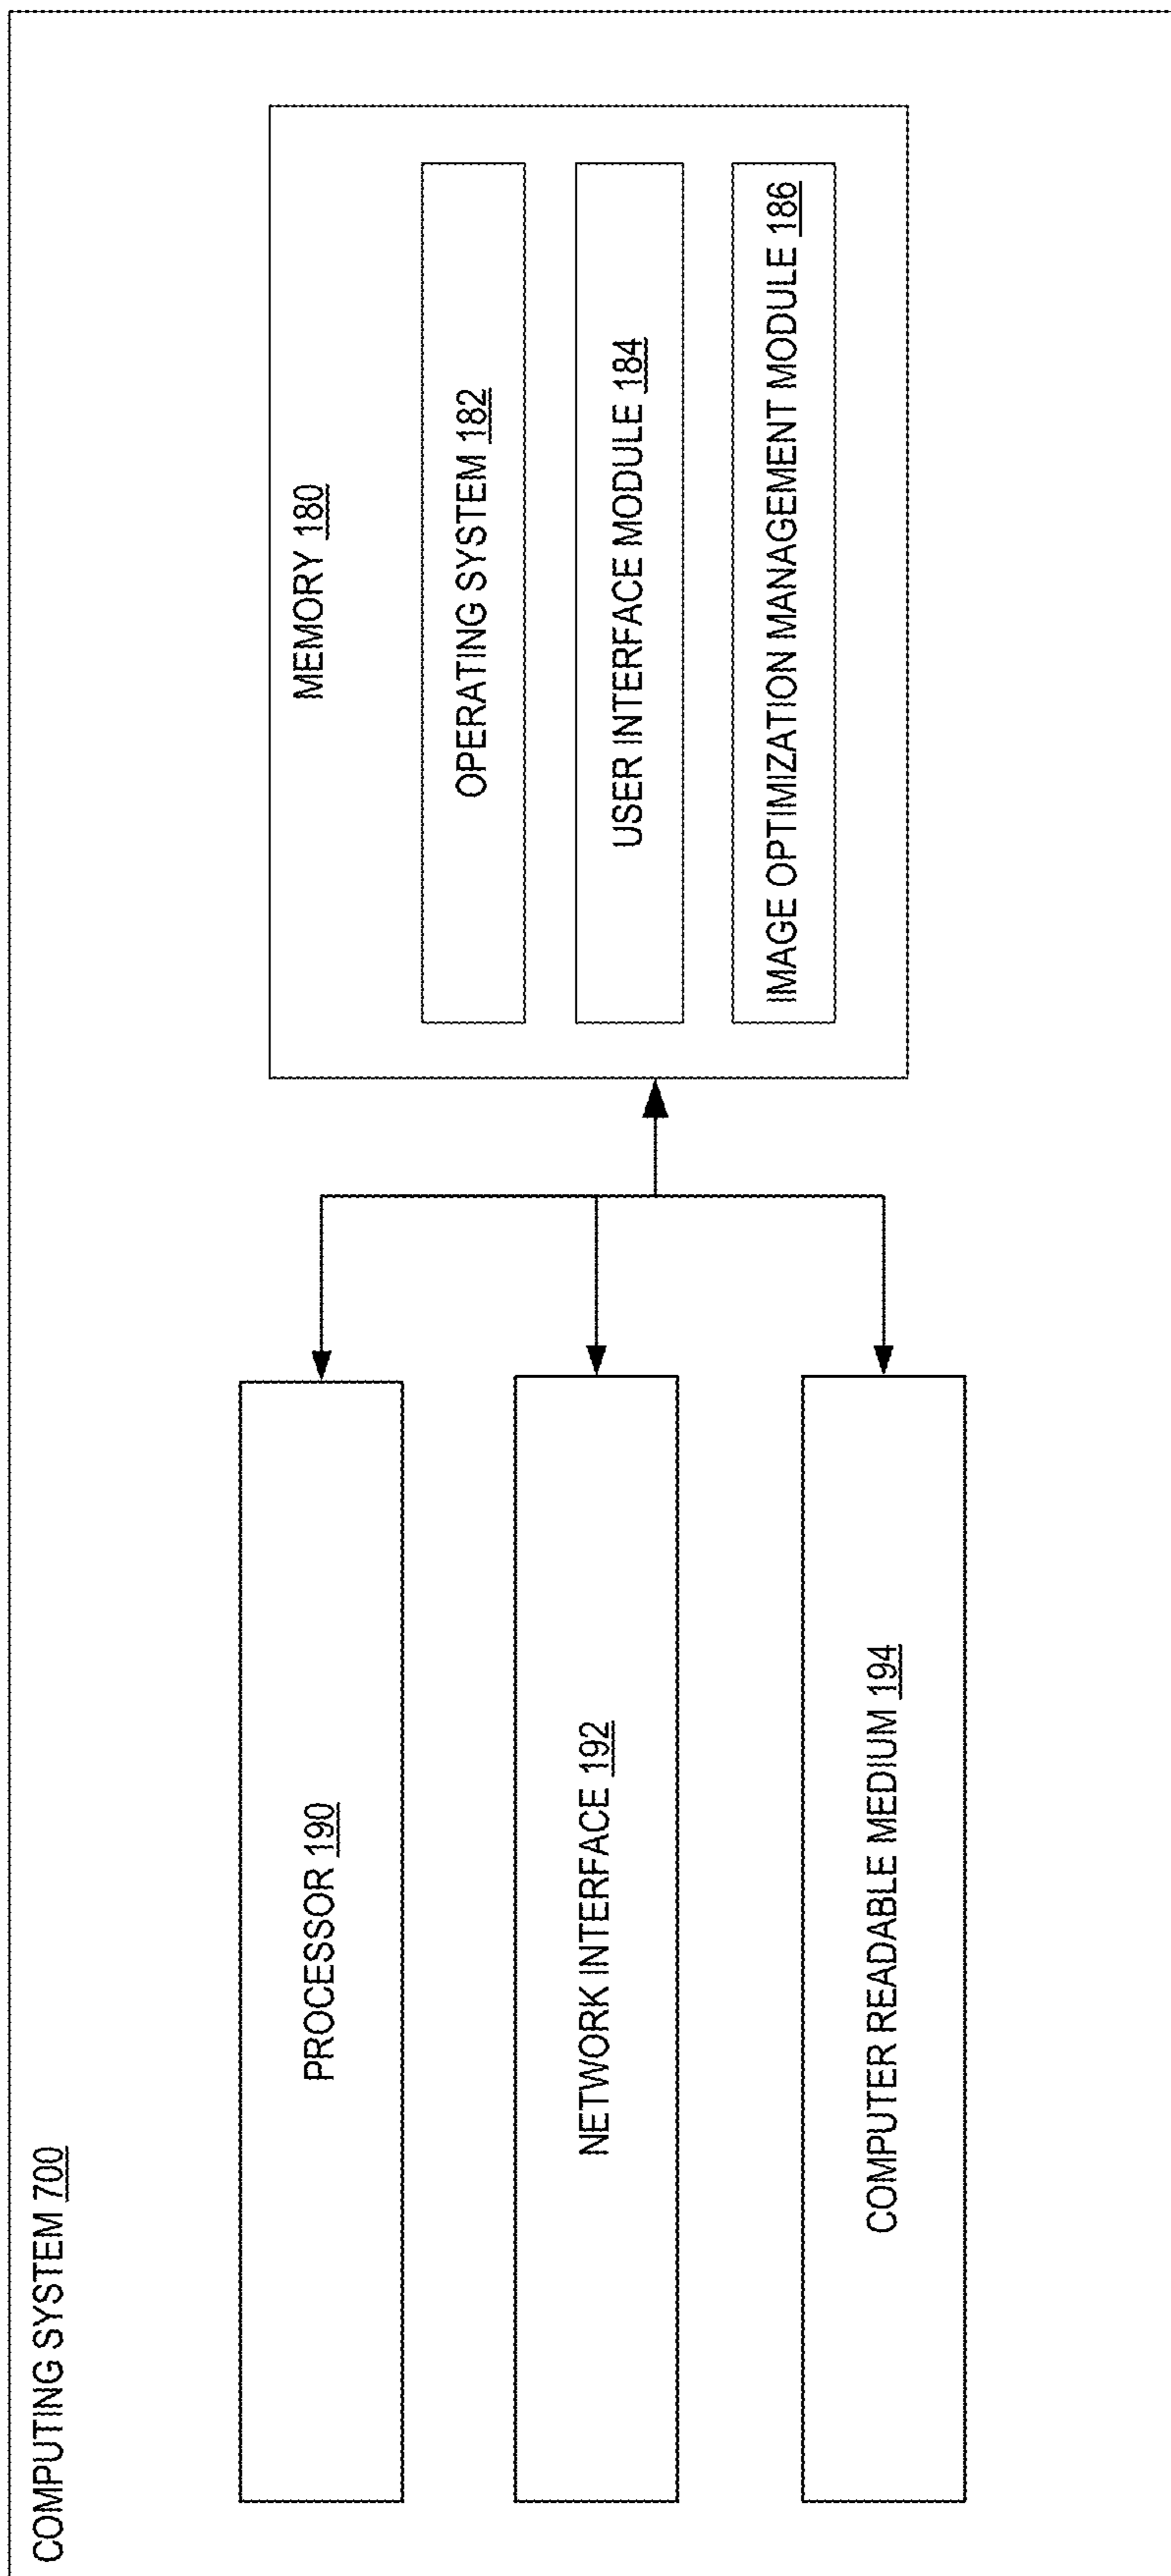 COMPUTING SYSTEM 700
PROCESSOR 190
NETWORK INTERFACE 192
COMPUTER READABLE MEDIUM 194
MEMORY 180
OPERATING SYSTEM 182
USER INTERFACE MODULE 184
IMAGE OPTIMIZATION MANAGEMENT MODULE 186